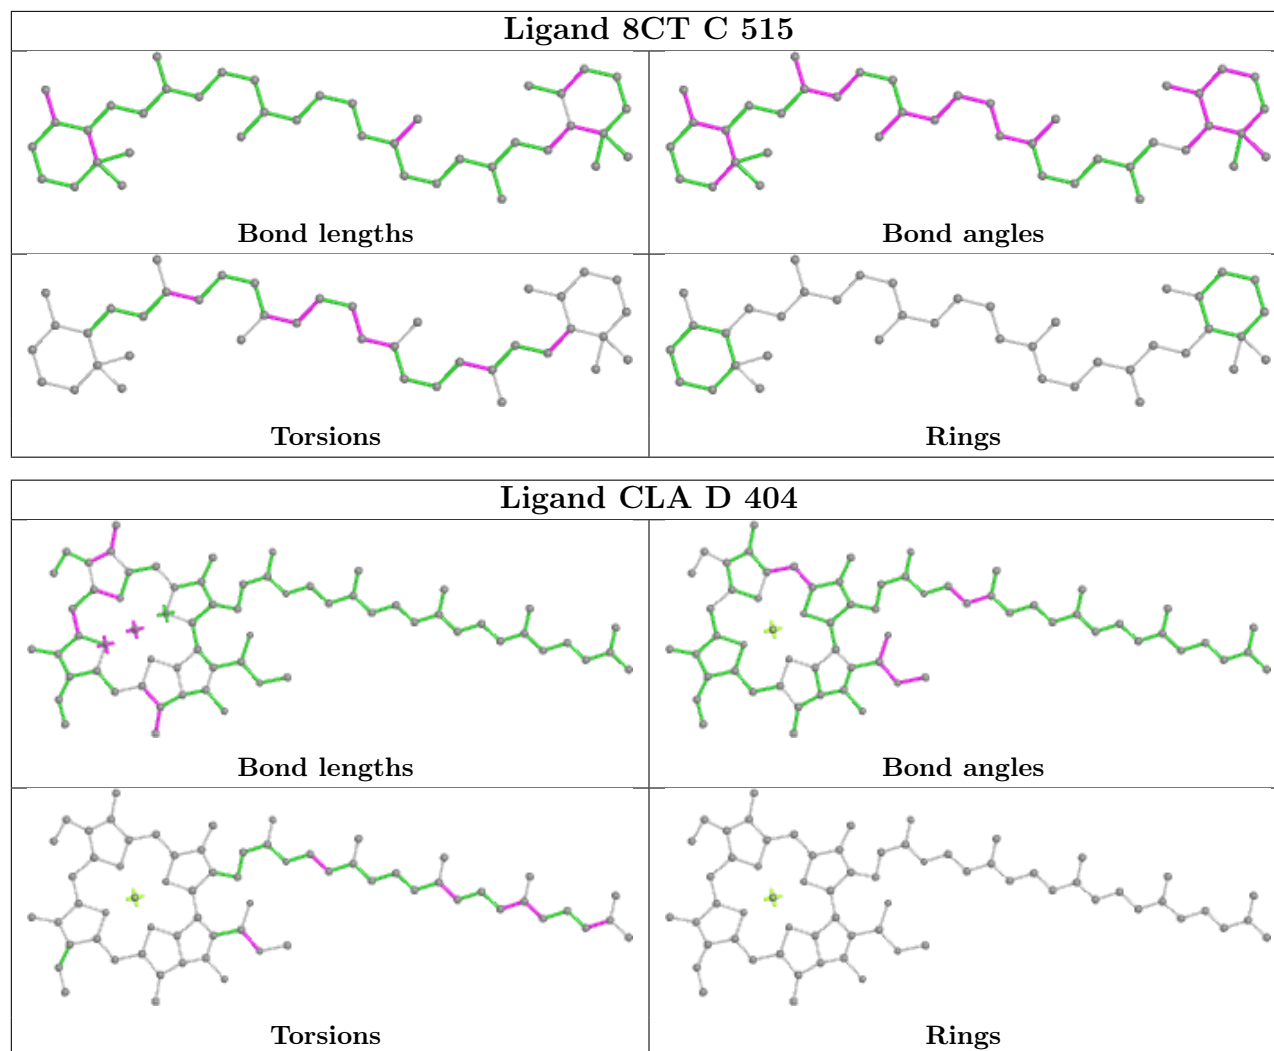 Ligand 8CT C 515
Bond lengths
Bond angles
Torsions
Rings
Ligand CLA D 404
Bond lengths
Bond angles
Torsions
Rings